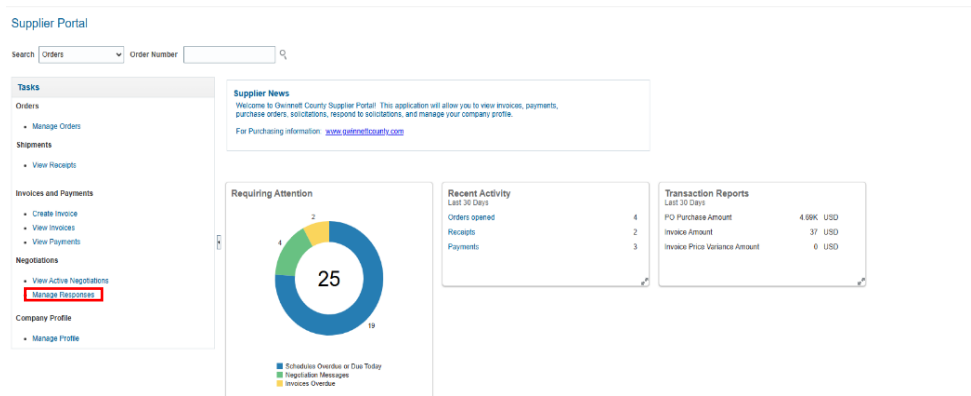 Supplier Portal
Search Orders Order Number
Tasks
Orders
Manage Orders
Shipments
View Receipts
Invoices and Payments
Create Invoice
View Invoices
View Payments
Negotiations
View Active Negotiations
Manage Responses
Company Profile
Manage Profile
Supplier News
Welcome to Gwinnett County Supplier Portal! This application will allow you to view invoices, payments,
purchase orders, solicitations, respond to solicitations, and manage your company profile.
For Purchasing information: www.gwinnettcounty.com
Requiring Attention
2
4
25
19
Schedules Overdue or Due Today
Negotiation Messages
Invoices Overdue
Recent Activity
Last 30 Days
Orders opened 4
Receipts 2
Payments 3
Transaction Reports
Last 30 Days
PO Purchase Amount 4.69K USD
Invoice Amount 37 USD
Invoice Price Variance Amount 0 USD